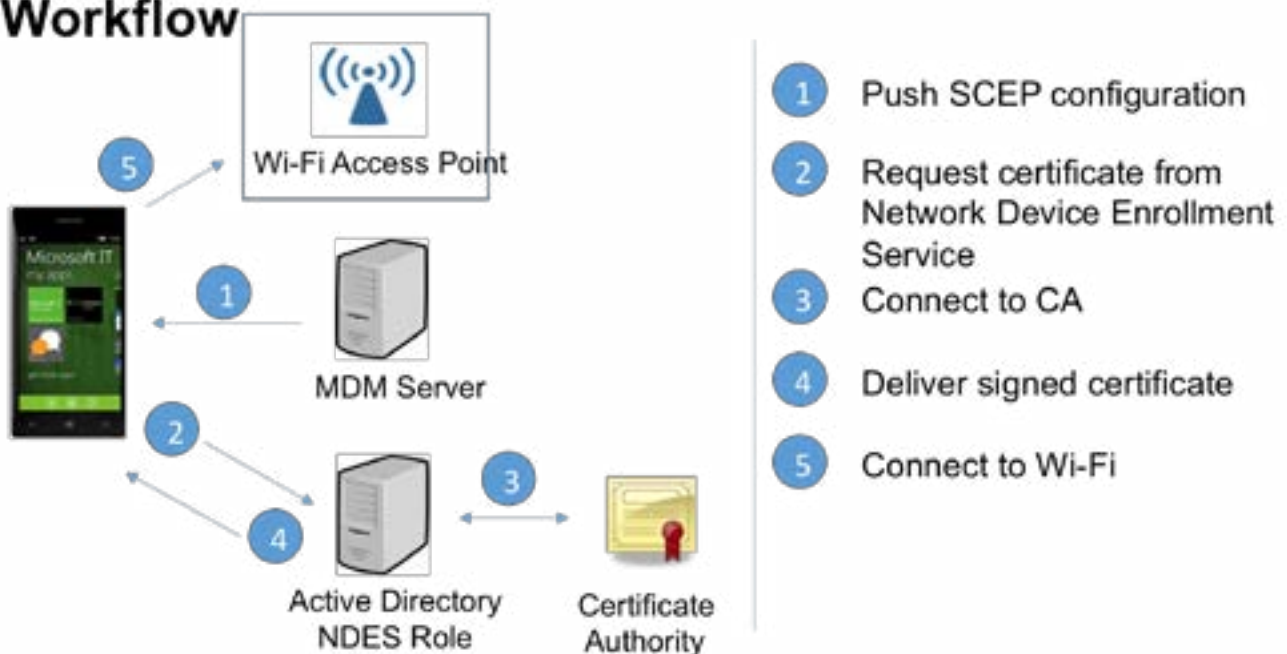 Workflow
Wi-Fi Access Point
5
Microsoft IT
1
MDM Server
2
3
4
Active Directory
NDES Role
Certificate
Authority
1
Push SCEP configuration
2
Request certificate from
Network Device Enrollment
Service
3
Connect to CA
4
Deliver signed certificate
5
Connect to Wi-Fi